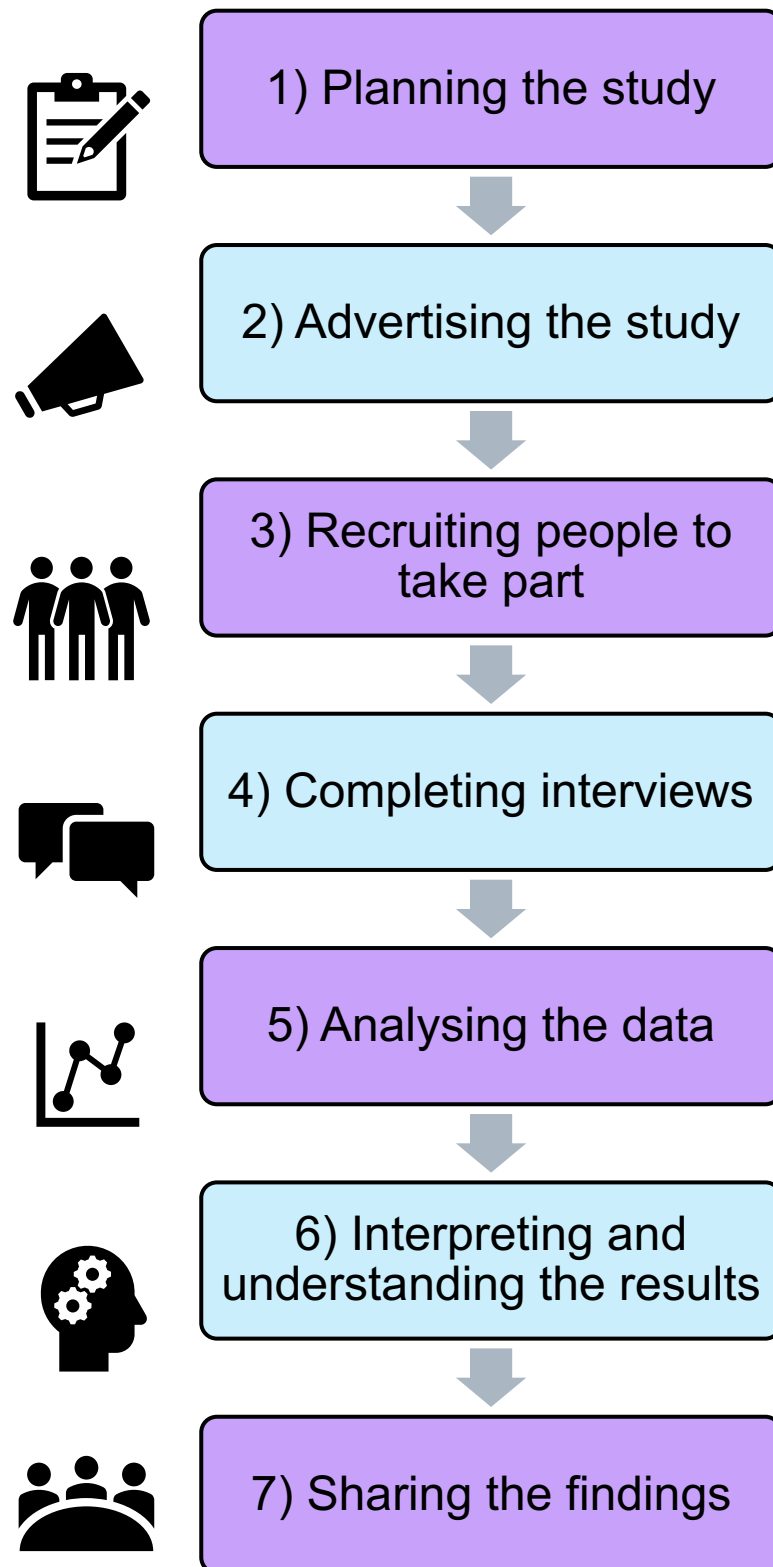 1) Planning the study
2) Advertising the study
3) Recruiting people to
take part
4) Completing interviews
5) Analysing the data
6) Interpreting and
understanding the results
7) Sharing the findings